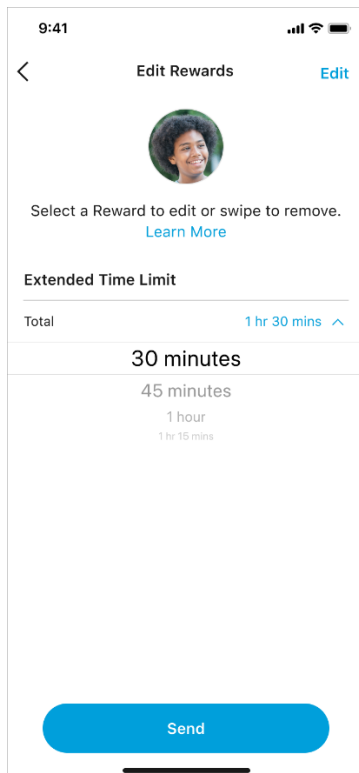 9:41
Edit Rewards
Edit
Select a Reward to edit or swipe to remove.
Learn More
Extended Time Limit
Total 1 hr 30 mins
30 minutes
45 minutes
1 hour
1 hr 15 mins
Send